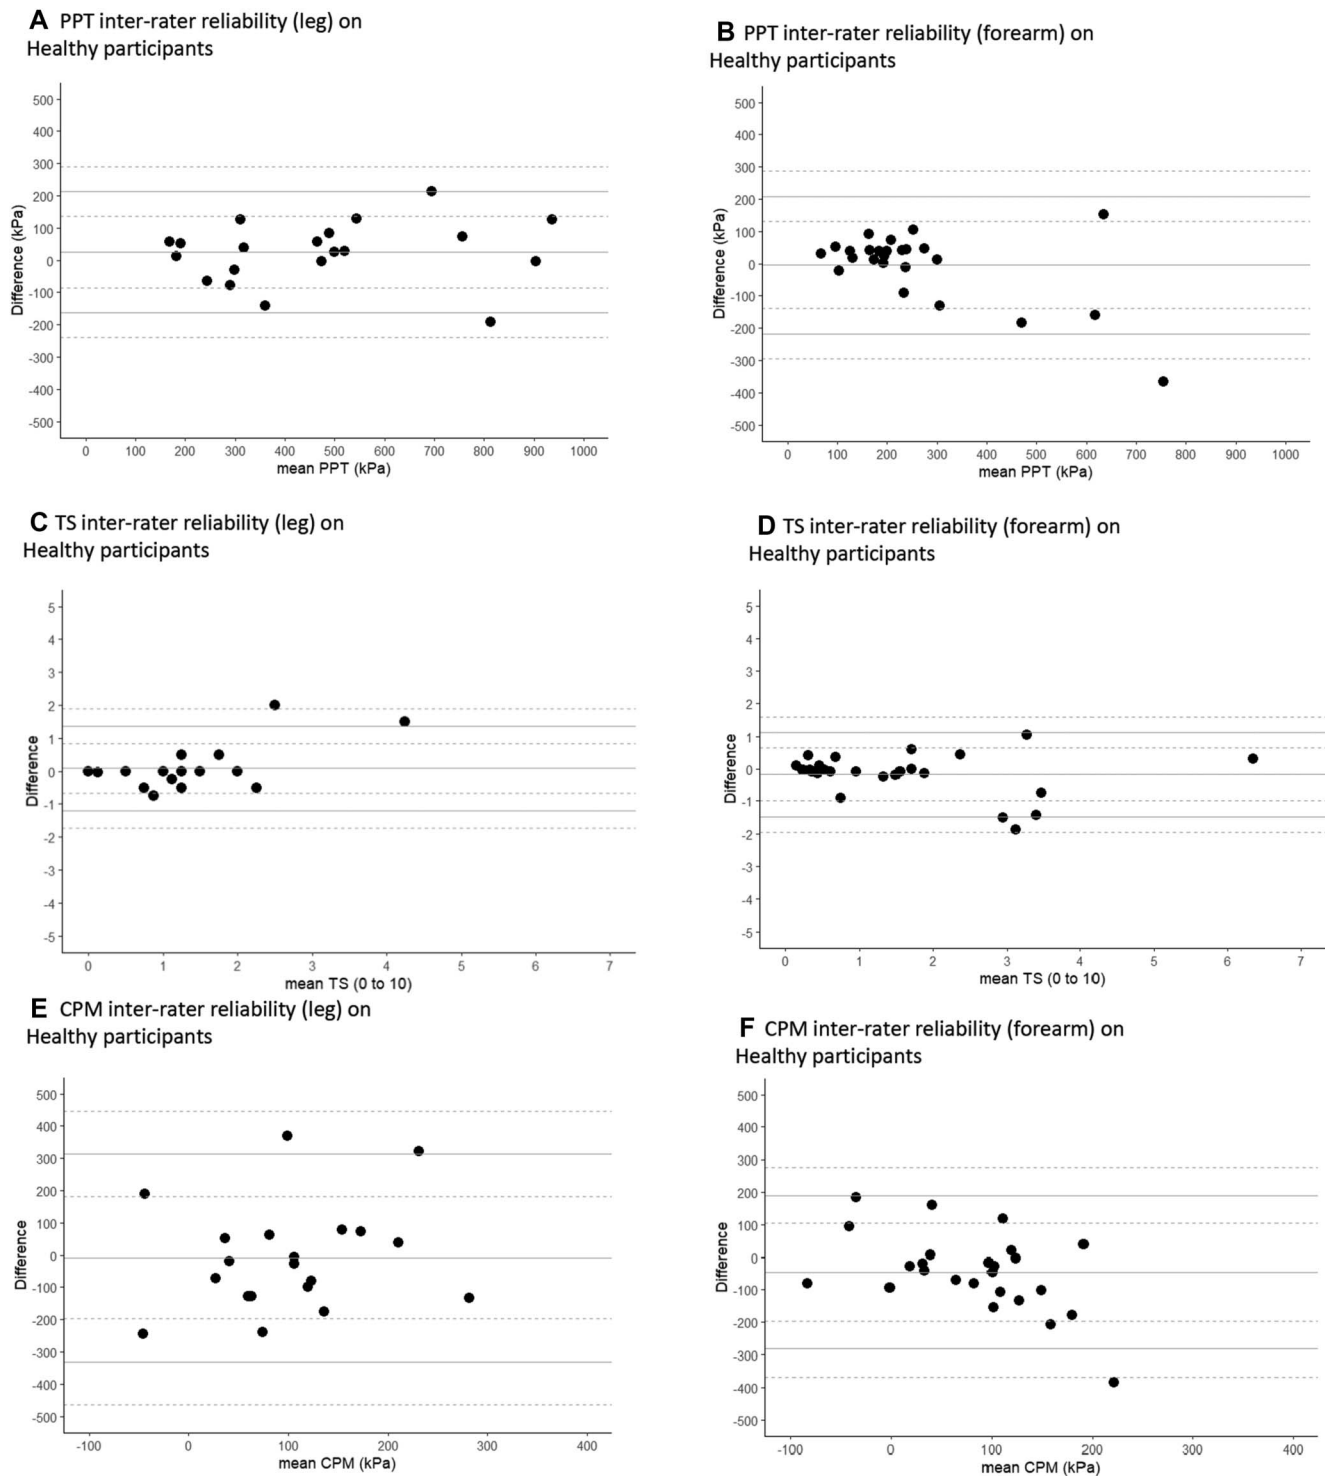 A PPT inter-rater reliability (leg) on
Healthy participants
500
400
300
200
100
0
-100
-200
-300
-400
-500
Difference (kPa)
0 100 200 300 400 500 600 700 800 900 1000
mean PPT (kPa)
B PPT inter-rater reliability (forearm) on
Healthy participants
500
400
300
200
100
0
-100
-200
-300
-400
-500
Difference (kPa)
0 100 200 300 400 500 600 700 800 900 1000
mean PPT (kPa)
C TS inter-rater reliability (leg) on
Healthy participants
5
4
3
2
1
0
-1
-2
-3
-4
-5
Difference
0 1 2 3 4 5 6 7
mean TS (0 to 10)
D TS inter-rater reliability (forearm) on
Healthy participants
5
4
3
2
1
0
-1
-2
-3
-4
-5
Difference
0 1 2 3 4 5 6 7
mean TS (0 to 10)
E CPM inter-rater reliability (leg) on
Healthy participants
500
400
300
200
100
0
-100
-200
-300
-400
-500
Difference
-100 0 100 200 300 400
mean CPM (kPa)
F CPM inter-rater reliability (forearm) on
Healthy participants
500
400
300
200
100
0
-100
-200
-300
-400
-500
Difference
-100 0 100 200 300 400
mean CPM (kPa)